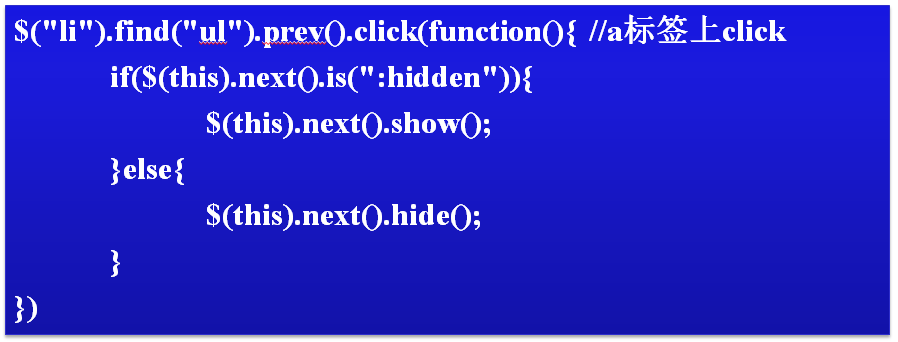 $("li").find("ul").prev().click(function(){ //a标签上click
if($(this).next().is(":hidden")){
$(this).next().show();
}else{
$(this).next().hide();
}
})